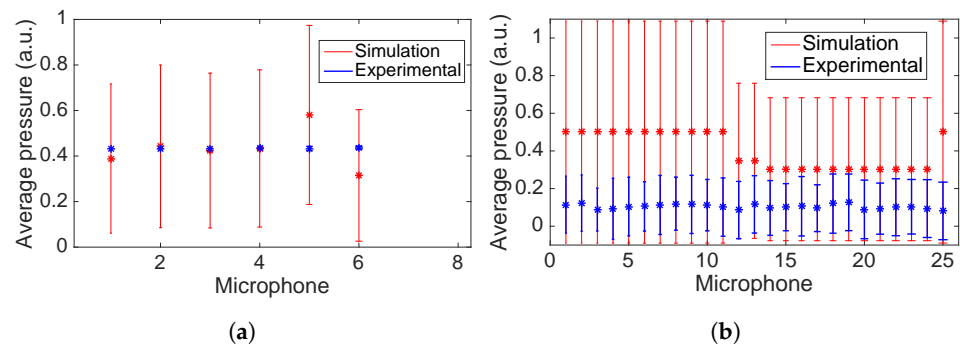 1
0.8
0.6
0.4
0.2
0
Average pressure (a.u.)
Simulation
Experimental
2 4 6 8
Microphone
(a)
1
0.8
0.6
0.4
0.2
0
Average pressure (a.u.)
Simulation
Experimental
0 5 10 15 20 25
Microphone
(b)